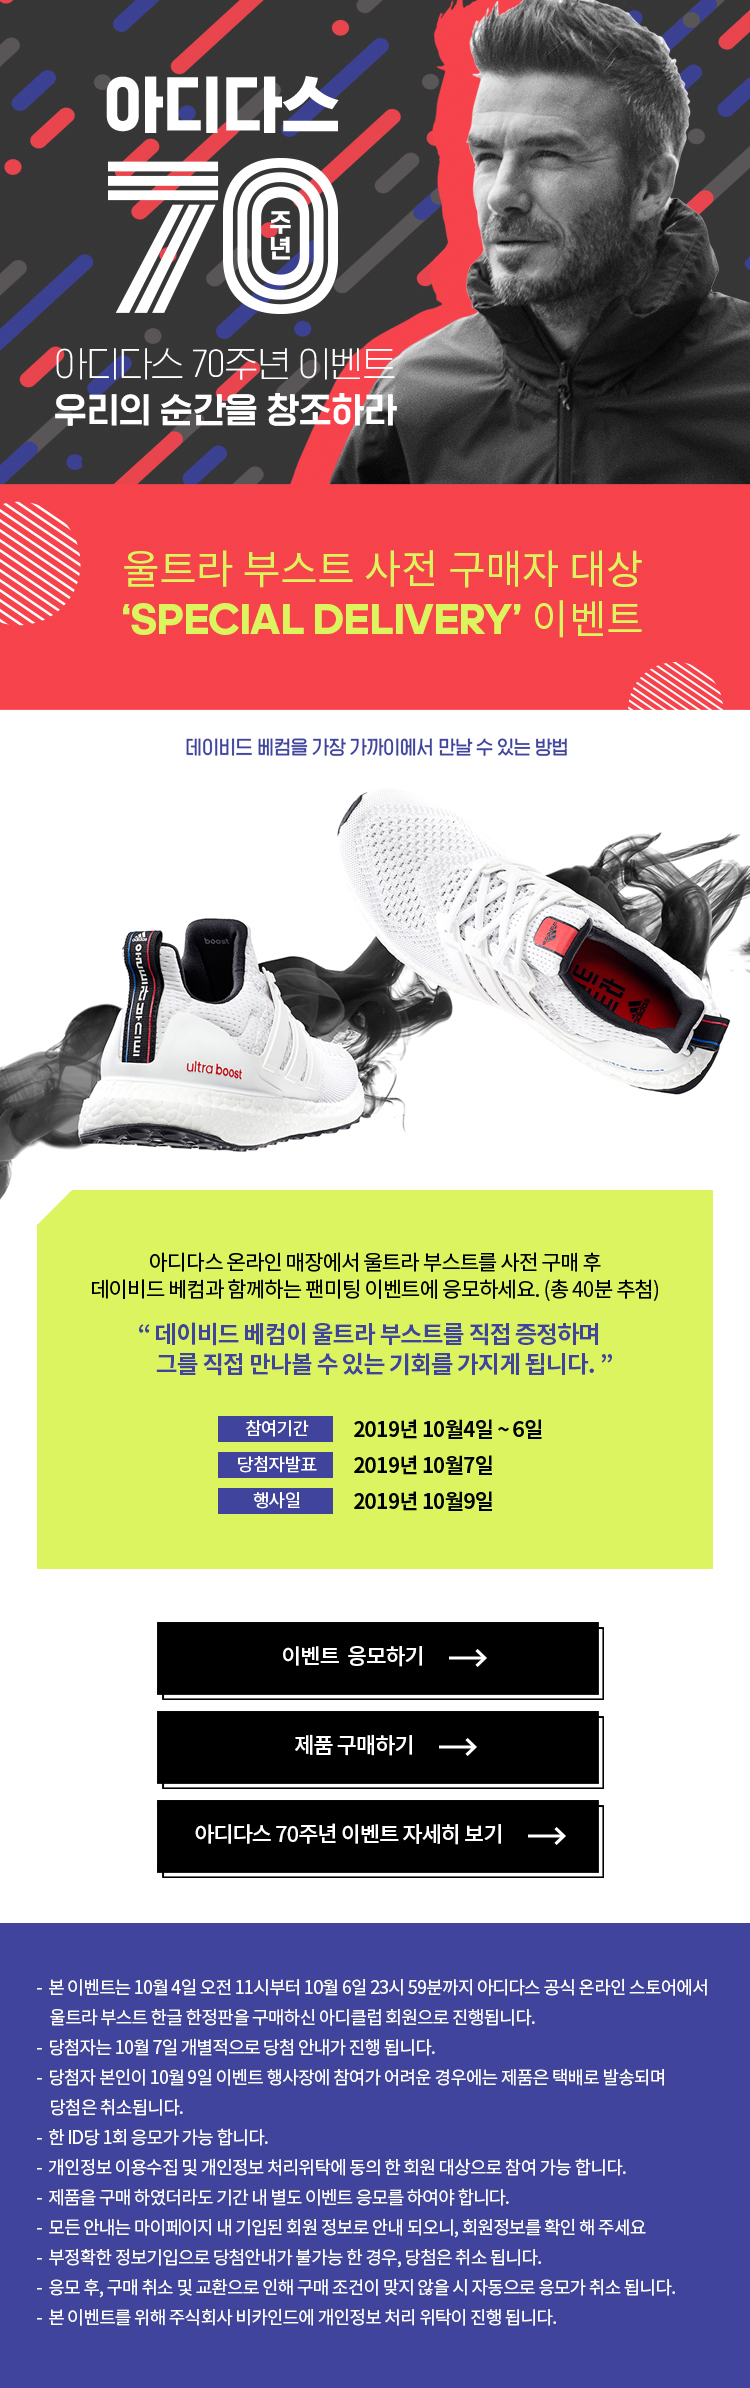 아디다스
70
주년
아디다스 70주년 이벤트
우리의 순간을 창조하라
울트라 부스트 사전 구매자 대상
‘SPECIAL DELIVERY’ 이벤트
데이비드 베컴을 가장 가까이에서 만날 수 있는 방법
boost
adidas
울트라부스트
ultra boost
아디다스 온라인 매장에서 울트라 부스트를 사전 구매 후
데이비드 베컴과 함께하는 팬미팅 이벤트에 응모하세요. (총 40분 추첨)
“ 데이비드 베컴이 울트라 부스트를 직접 증정하며
그를 직접 만나볼 수 있는 기회를 가지게 됩니다. ”
참여기간 2019년 10월4일 ~ 6일
당첨자발표 2019년 10월7일
행사일 2019년 10월9일
이벤트 응모하기
제품 구매하기
아디다스 70주년 이벤트 자세히 보기
- 본 이벤트는 10월 4일 오전 11시부터 10월 6일 23시 59분까지 아디다스 공식 온라인 스토어에서
울트라 부스트 한글 한정판을 구매하신 아디클럽 회원으로 진행됩니다.
- 당첨자는 10월 7일 개별적으로 당첨 안내가 진행 됩니다.
- 당첨자 본인이 10월 9일 이벤트 행사장에 참여가 어려운 경우에는 제품은 택배로 발송되며
당첨은 취소됩니다.
- 한 ID당 1회 응모가 가능 합니다.
- 개인정보 이용수집 및 개인정보 처리위탁에 동의 한 회원 대상으로 참여 가능 합니다.
- 제품을 구매 하였더라도 기간 내 별도 이벤트 응모를 하여야 합니다.
- 모든 안내는 마이페이지 내 기입된 회원 정보로 안내 되오니, 회원정보를 확인 해 주세요
- 부정확한 정보기입으로 당첨안내가 불가능 한 경우, 당첨은 취소 됩니다.
- 응모 후, 구매 취소 및 교환으로 인해 구매 조건이 맞지 않을 시 자동으로 응모가 취소 됩니다.
- 본 이벤트를 위해 주식회사 비카인드에 개인정보 처리 위탁이 진행 됩니다.